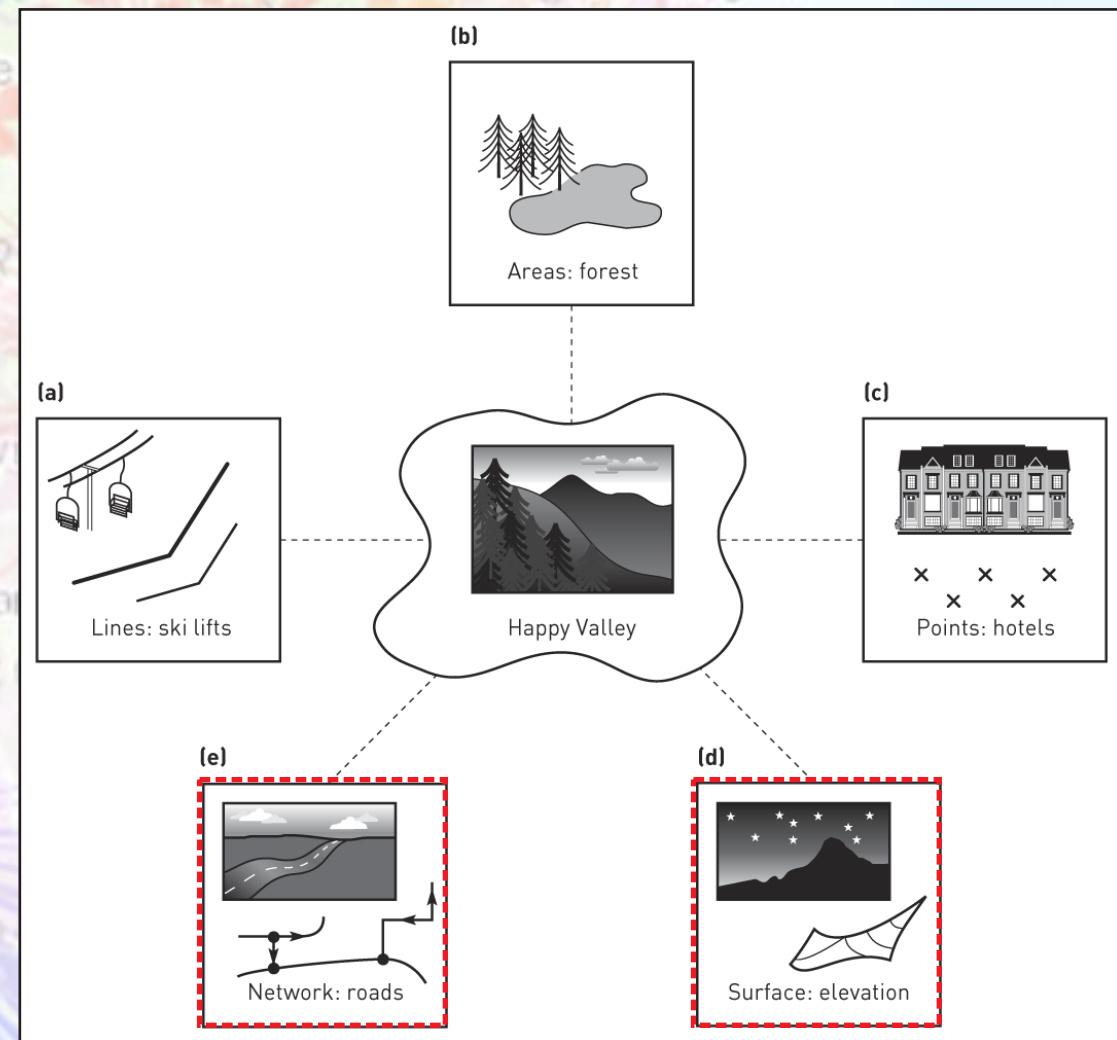 (b)
Areas: forest
(a)
Lines: ski lifts
Happy Valley
(c)
Points: hotels
(e)
Network: roads
(d)
Surface: elevation